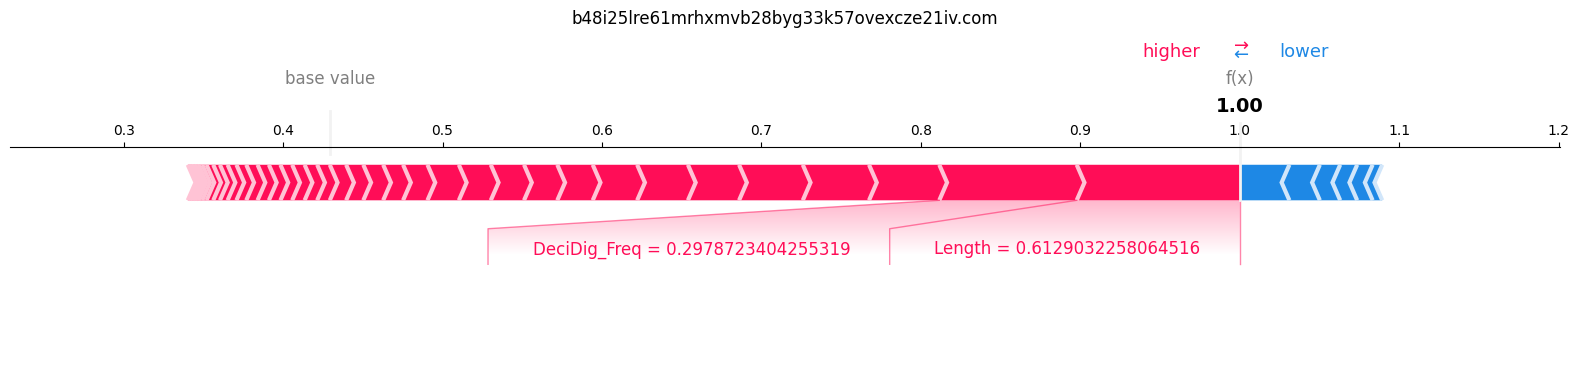 b48i25lre61mrhxmvb28byg33k57ovexcze21iv.com
higher ⇄ lower
base value f(x)
1.00
0.3 0.4 0.5 0.6 0.7 0.8 0.9 1.0 1.1 1.2
DeciDig_Freq = 0.2978723404255319 Length = 0.6129032258064516